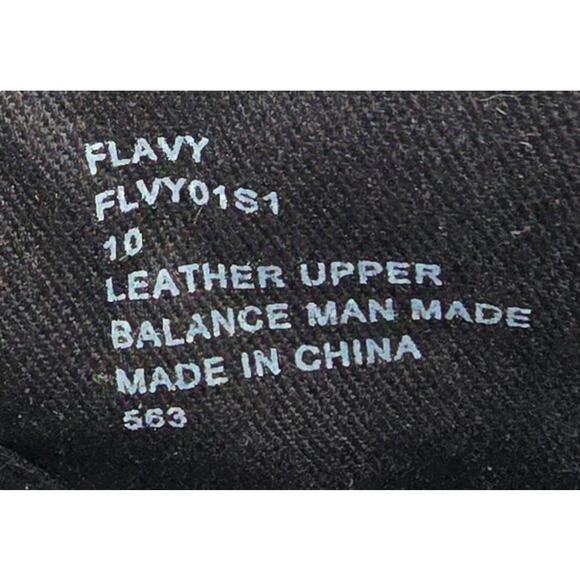 FLAVY
FLVY01S1
10
LEATHER UPPER
BALANCE MAN MADE
MADE IN CHINA
563